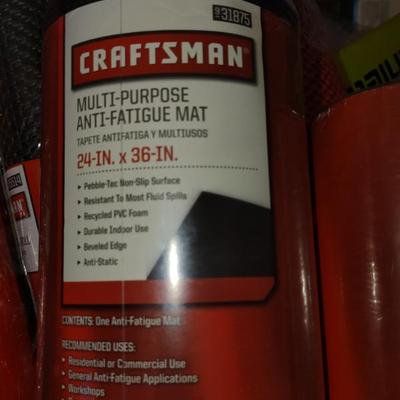 9 31875
CRAFTSMAN®
MULTI-PURPOSE
ANTI-FATIGUE MAT
TAPETE ANTIFATIGA Y MULTIUSOS
24-IN. x 36-IN.
• Pebble-Tec Non-Slip Surface
• Resistant To Most Fluid Spills
• Recycled PVC Foam
• Durable Indoor Use
• Beveled Edge
• Anti-Static
CONTENTS: One Anti-Fatigue Mat
RECOMMENDED USES:
• Residential or Commercial Use
• General Anti-Fatigue Applications
• Workshops